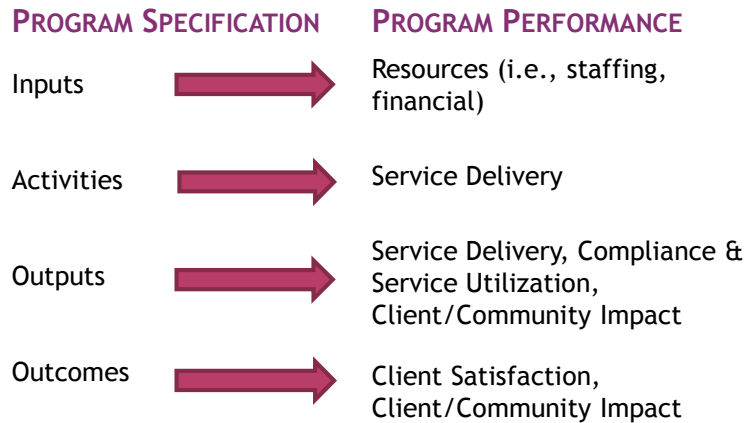 PROGRAM SPECIFICATION PROGRAM PERFORMANCE
Inputs
Resources (i.e., staffing,
financial)
Activities
Service Delivery
Outputs
Service Delivery, Compliance &
Service Utilization,
Client/Community Impact
Outcomes
Client Satisfaction,
Client/Community Impact